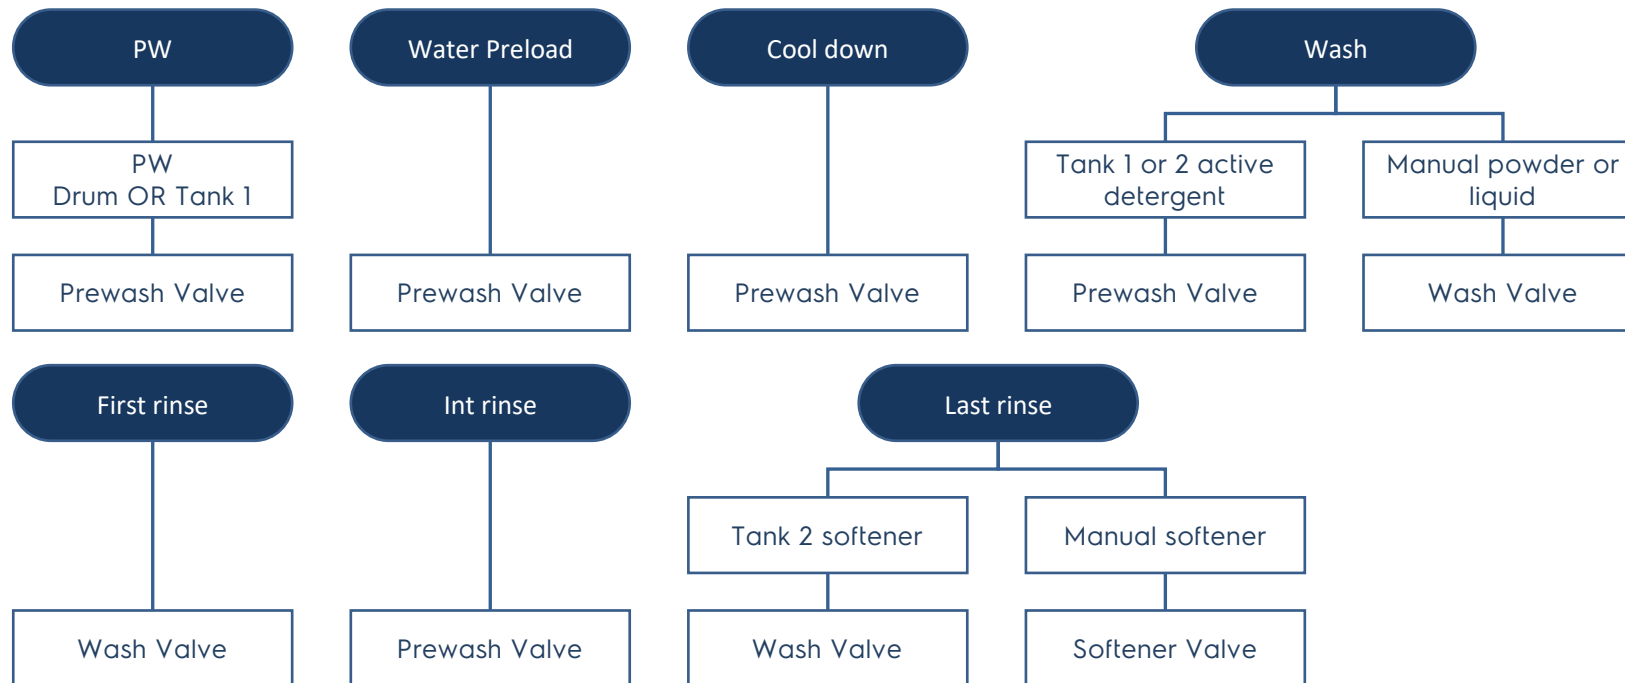 PW
Water Preload
Cool down
Wash
PW
Drum OR Tank 1
Tank 1 or 2 active
detergent
Manual powder or
liquid
Prewash Valve
Prewash Valve
Prewash Valve
Prewash Valve
Wash Valve
First rinse
Int rinse
Last rinse
Tank 2 softener
Manual softener
Wash Valve
Prewash Valve
Wash Valve
Softener Valve